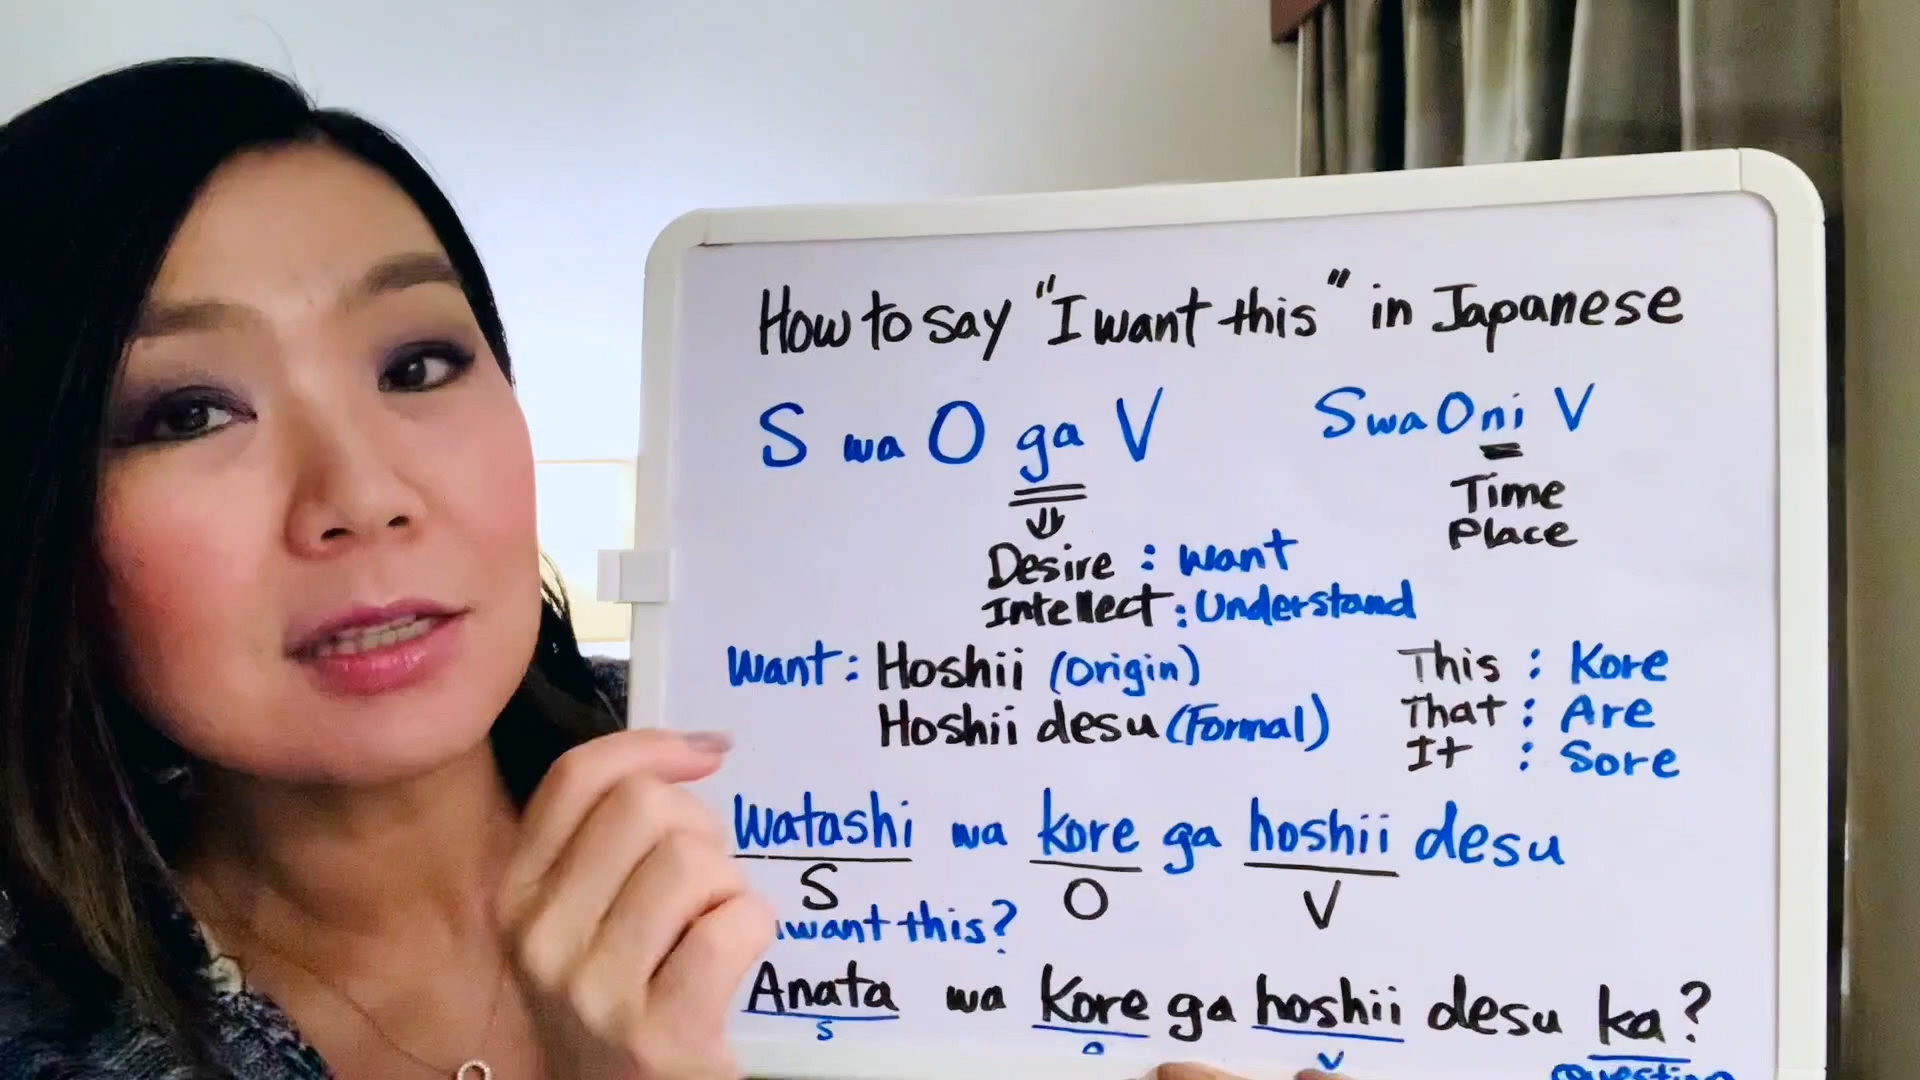 How to say "I want this" in Japanese
S wa O ga V
S wa O ni V
Time
Place
Desire : want
Intellect : Understand
Want : Hoshii (Origin)
Hoshii desu (Formal)
This : Kore
That : Are
It : Sore
Watashi wa kore ga hoshii desu
S O V
want this?
Anata wa kore ga hoshii desu ka?
S O V
question